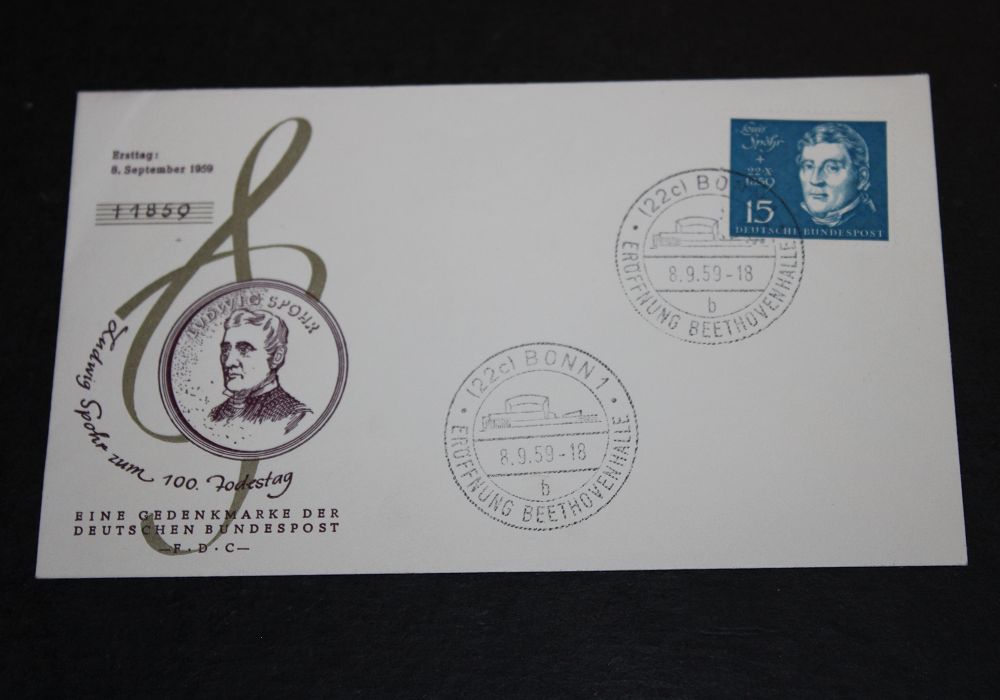 Ersttag:
8. September 1959
11859
LUDWIG SPOHR
Ludwig Spohr zum 100. Todestag
EINE GEDENKMARKE DER
DEUTSCHEN BUNDESPOST
—F·D·C—
Louis
Spohr
+
22·X
1859
15
DEUTSCHE BUNDESPOST
(22c) BO
8.9.59-18
b
ERÖFFNUNG BEETHOVENHALLE
(22c) BONN 1
8.9.59-18
b
ERÖFFNUNG BEETHOVENHALLE